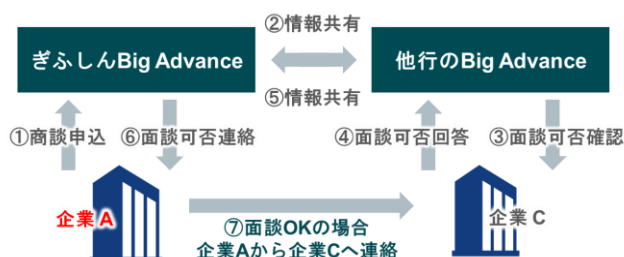 ②情報共有
ぎふしんBig Advance
他行のBig Advance
⑤情報共有
①商談申込
⑥面談可否連絡
④面談可否回答
③面談可否確認
企業A
企業C
⑦面談OKの場合
企業Aから企業Cへ連絡